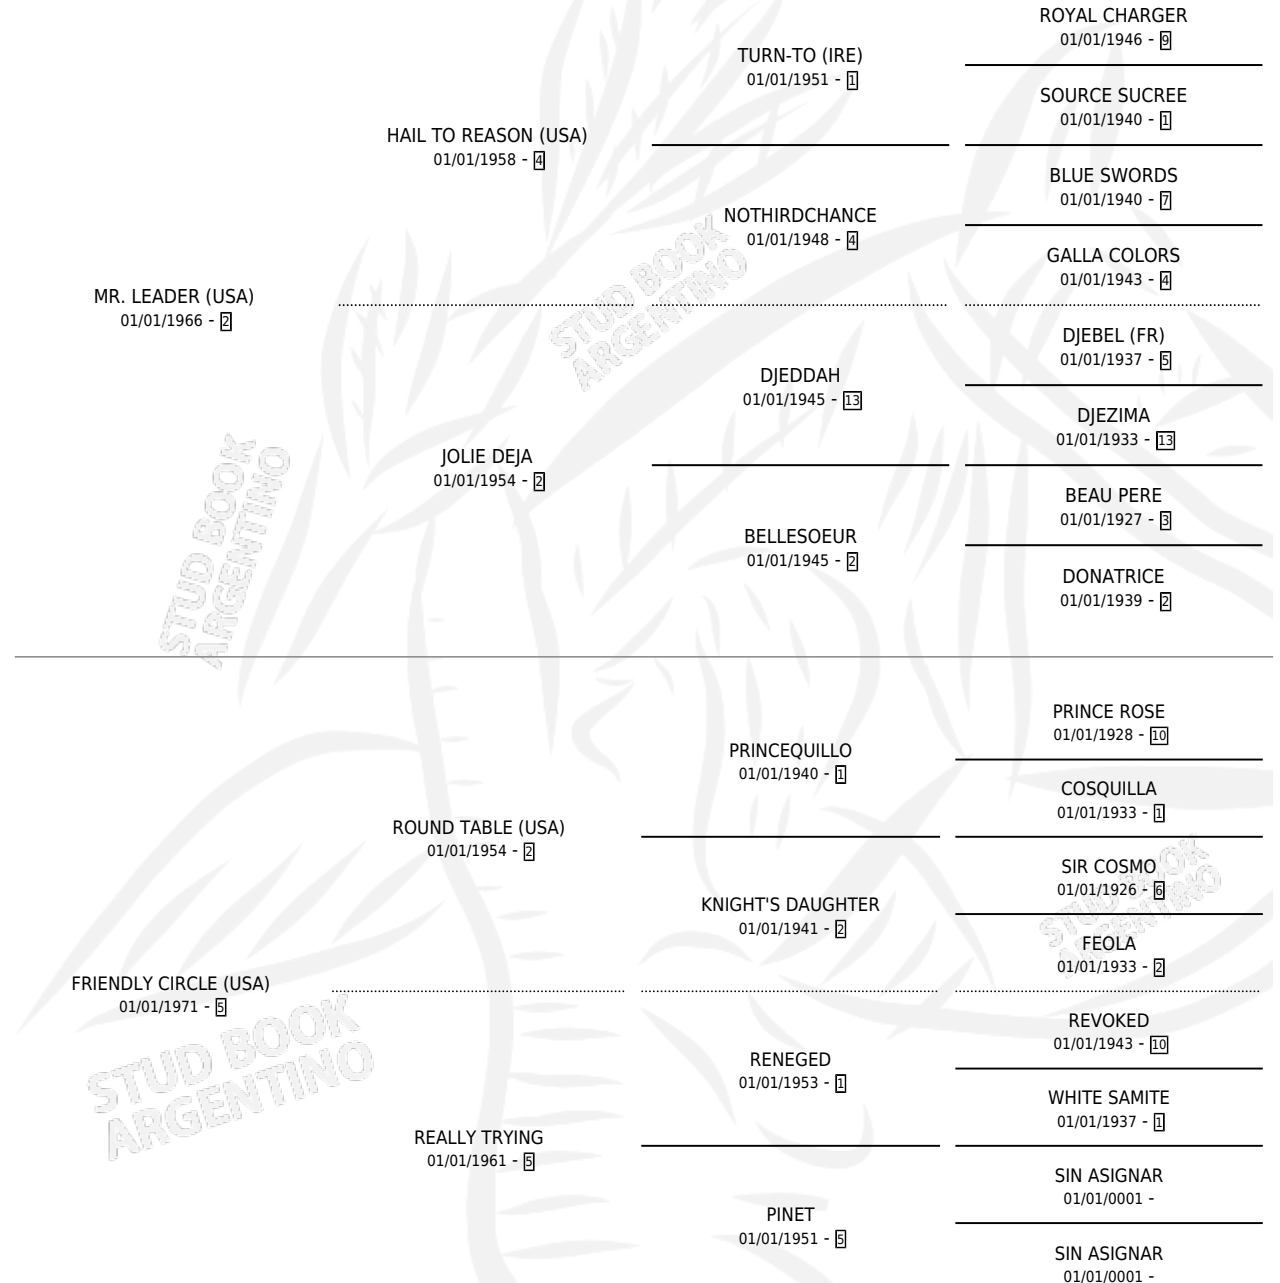 ROYAL CHARGER
01/01/1946 - 9
TURN-TO (IRE)
01/01/1951 - 1
SOURCE SUCREE
01/01/1940 - 1
HAIL TO REASON (USA)
01/01/1958 - 4
BLUE SWORDS
01/01/1940 - 7
NOTHIRDCHANCE
01/01/1948 - 4
GALLA COLORS
01/01/1943 - 4
MR. LEADER (USA)
01/01/1966 - 2
STUD BOOK
ARGENTINO
DJEBEL (FR)
01/01/1937 - 5
DJEDDAH
01/01/1945 - 13
DJEZIMA
01/01/1933 - 13
JOLIE DEJA
01/01/1954 - 2
BEAU PERE
01/01/1927 - 3
BELLESOEUR
01/01/1945 - 2
DONATRICE
01/01/1939 - 2
STUD BOOK
ARGENTINO
PRINCE ROSE
01/01/1928 - 10
PRINCEQUILLO
01/01/1940 - 1
COSQUILLA
01/01/1933 - 1
ROUND TABLE (USA)
01/01/1954 - 2
SIR COSMO
01/01/1926 - 6
KNIGHT'S DAUGHTER
01/01/1941 - 2
STUD BOOK
ARGENTINO
FEOLA
01/01/1933 - 2
FRIENDLY CIRCLE (USA)
01/01/1971 - 5
STUD BOOK
ARGENTINO
REVOKED
01/01/1943 - 10
RENEGED
01/01/1953 - 1
WHITE SAMITE
01/01/1937 - 1
REALLY TRYING
01/01/1961 - 5
SIN ASIGNAR
01/01/0001 -
PINET
01/01/1951 - 5
SIN ASIGNAR
01/01/0001 -